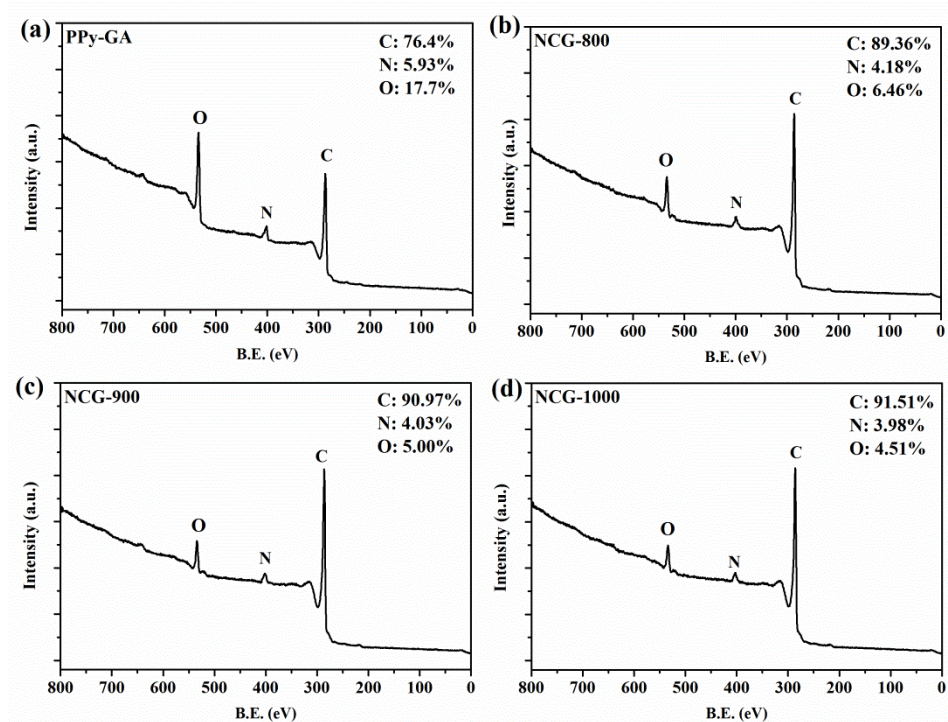 (a)
PPy-GA
C: 76.4%
N: 5.93%
O: 17.7%
O
N
C
Intensity (a.u.)
800 700 600 500 400 300 200 100 0
B.E. (eV)
(b)
NCG-800
C: 89.36%
N: 4.18%
O: 6.46%
O
N
C
Intensity (a.u.)
800 700 600 500 400 300 200 100 0
B.E. (eV)
(c)
NCG-900
C: 90.97%
N: 4.03%
O: 5.00%
O
N
C
Intensity (a.u.)
800 700 600 500 400 300 200 100 0
B.E. (eV)
(d)
NCG-1000
C: 91.51%
N: 3.98%
O: 4.51%
O
N
C
Intensity (a.u.)
800 700 600 500 400 300 200 100 0
B.E. (eV)